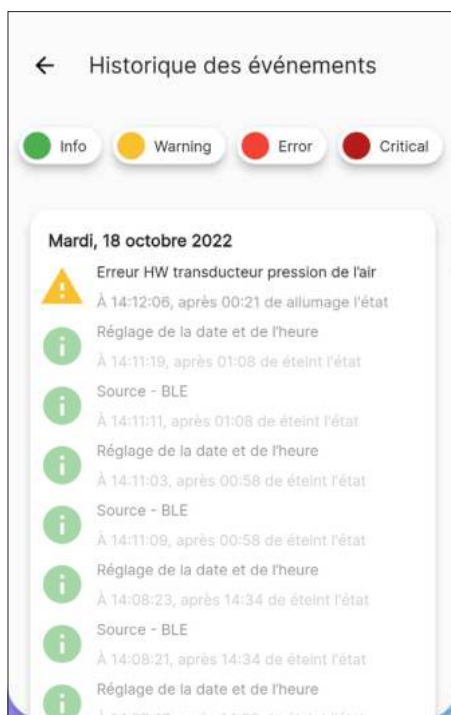 Historique des événements
Info Warning Error Critical
Mardi, 18 octobre 2022
Erreur HW transducteur pression de l'air
À 14:12:06, après 00:21 de allumage l'état
Réglage de la date et de l'heure
À 14:11:19, après 01:08 de éteint l'état
Source - BLE
À 14:11:11, après 01:08 de éteint l'état
Réglage de la date et de l'heure
À 14:11:03, après 00:58 de éteint l'état
Source - BLE
À 14:11:09, après 00:58 de éteint l'état
Réglage de la date et de l'heure
À 14:08:23, après 14:34 de éteint l'état
Source - BLE
À 14:08:21, après 14:34 de éteint l'état
Réglage de la date et de l'heure